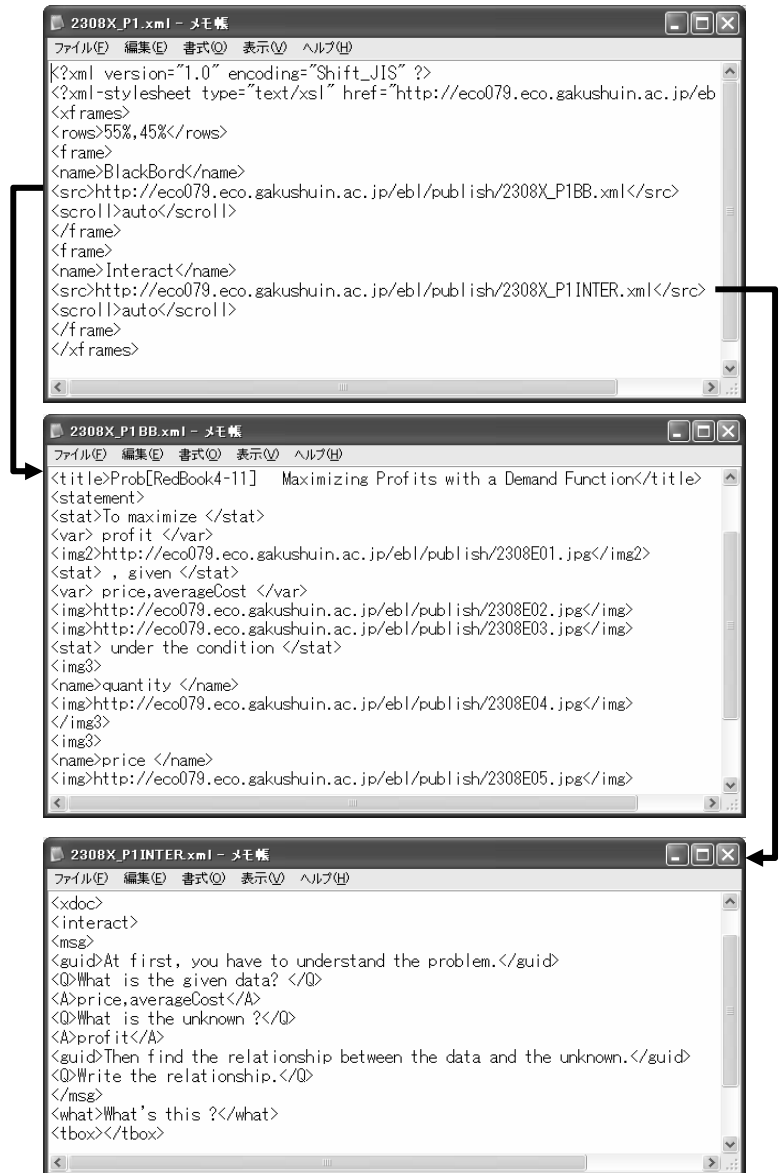 2308X_P1.xml - メモ帳
ファイル(F) 編集(E) 書式(O) 表示(V) ヘルプ(H)
<?xml version="1.0" encoding="Shift_JIS" ?>
<?xml-stylesheet type="text/xsl" href="http://eco079.eco.gakushuin.ac.jp/eb
<xframes>
<rows>55%,45%</rows>
<frame>
<name>BlackBord</name>
<src>http://eco079.eco.gakushuin.ac.jp/ebl/publish/2308X_P1BB.xml</src>
<scroll>auto</scroll>
</frame>
<frame>
<name>Interact</name>
<src>http://eco079.eco.gakushuin.ac.jp/ebl/publish/2308X_P1INTER.xml</src>
<scroll>auto</scroll>
</frame>
</xframes>
2308X_P1BB.xml - メモ帳
ファイル(F) 編集(E) 書式(O) 表示(V) ヘルプ(H)
<title>Prob[RedBook4-11] Maximizing Profits with a Demand Function</title>
<statement>
<stat>To maximize </stat>
<var> profit </var>
<img2>http://eco079.eco.gakushuin.ac.jp/ebl/publish/2308E01.jpg</img2>
<stat> , given </stat>
<var> price,averageCost </var>
<img>http://eco079.eco.gakushuin.ac.jp/ebl/publish/2308E02.jpg</img>
<img>http://eco079.eco.gakushuin.ac.jp/ebl/publish/2308E03.jpg</img>
<stat> under the condition </stat>
<img3>
<name>quantity </name>
<img>http://eco079.eco.gakushuin.ac.jp/ebl/publish/2308E04.jpg</img>
</img3>
<img3>
<name>price </name>
<img>http://eco079.eco.gakushuin.ac.jp/ebl/publish/2308E05.jpg</img>
2308X_P1INTER.xml - メモ帳
ファイル(F) 編集(E) 書式(O) 表示(V) ヘルプ(H)
<xdoc>
<interact>
<msg>
<guid>At first, you have to understand the problem.</guid>
<Q>What is the given data? </Q>
<A>price,averageCost</A>
<Q>What is the unknown ?</Q>
<A>profit</A>
<guid>Then find the relationship between the data and the unknown.</guid>
<Q>Write the relationship.</Q>
</msg>
<what>What's this ?</what>
<tbox></tbox>